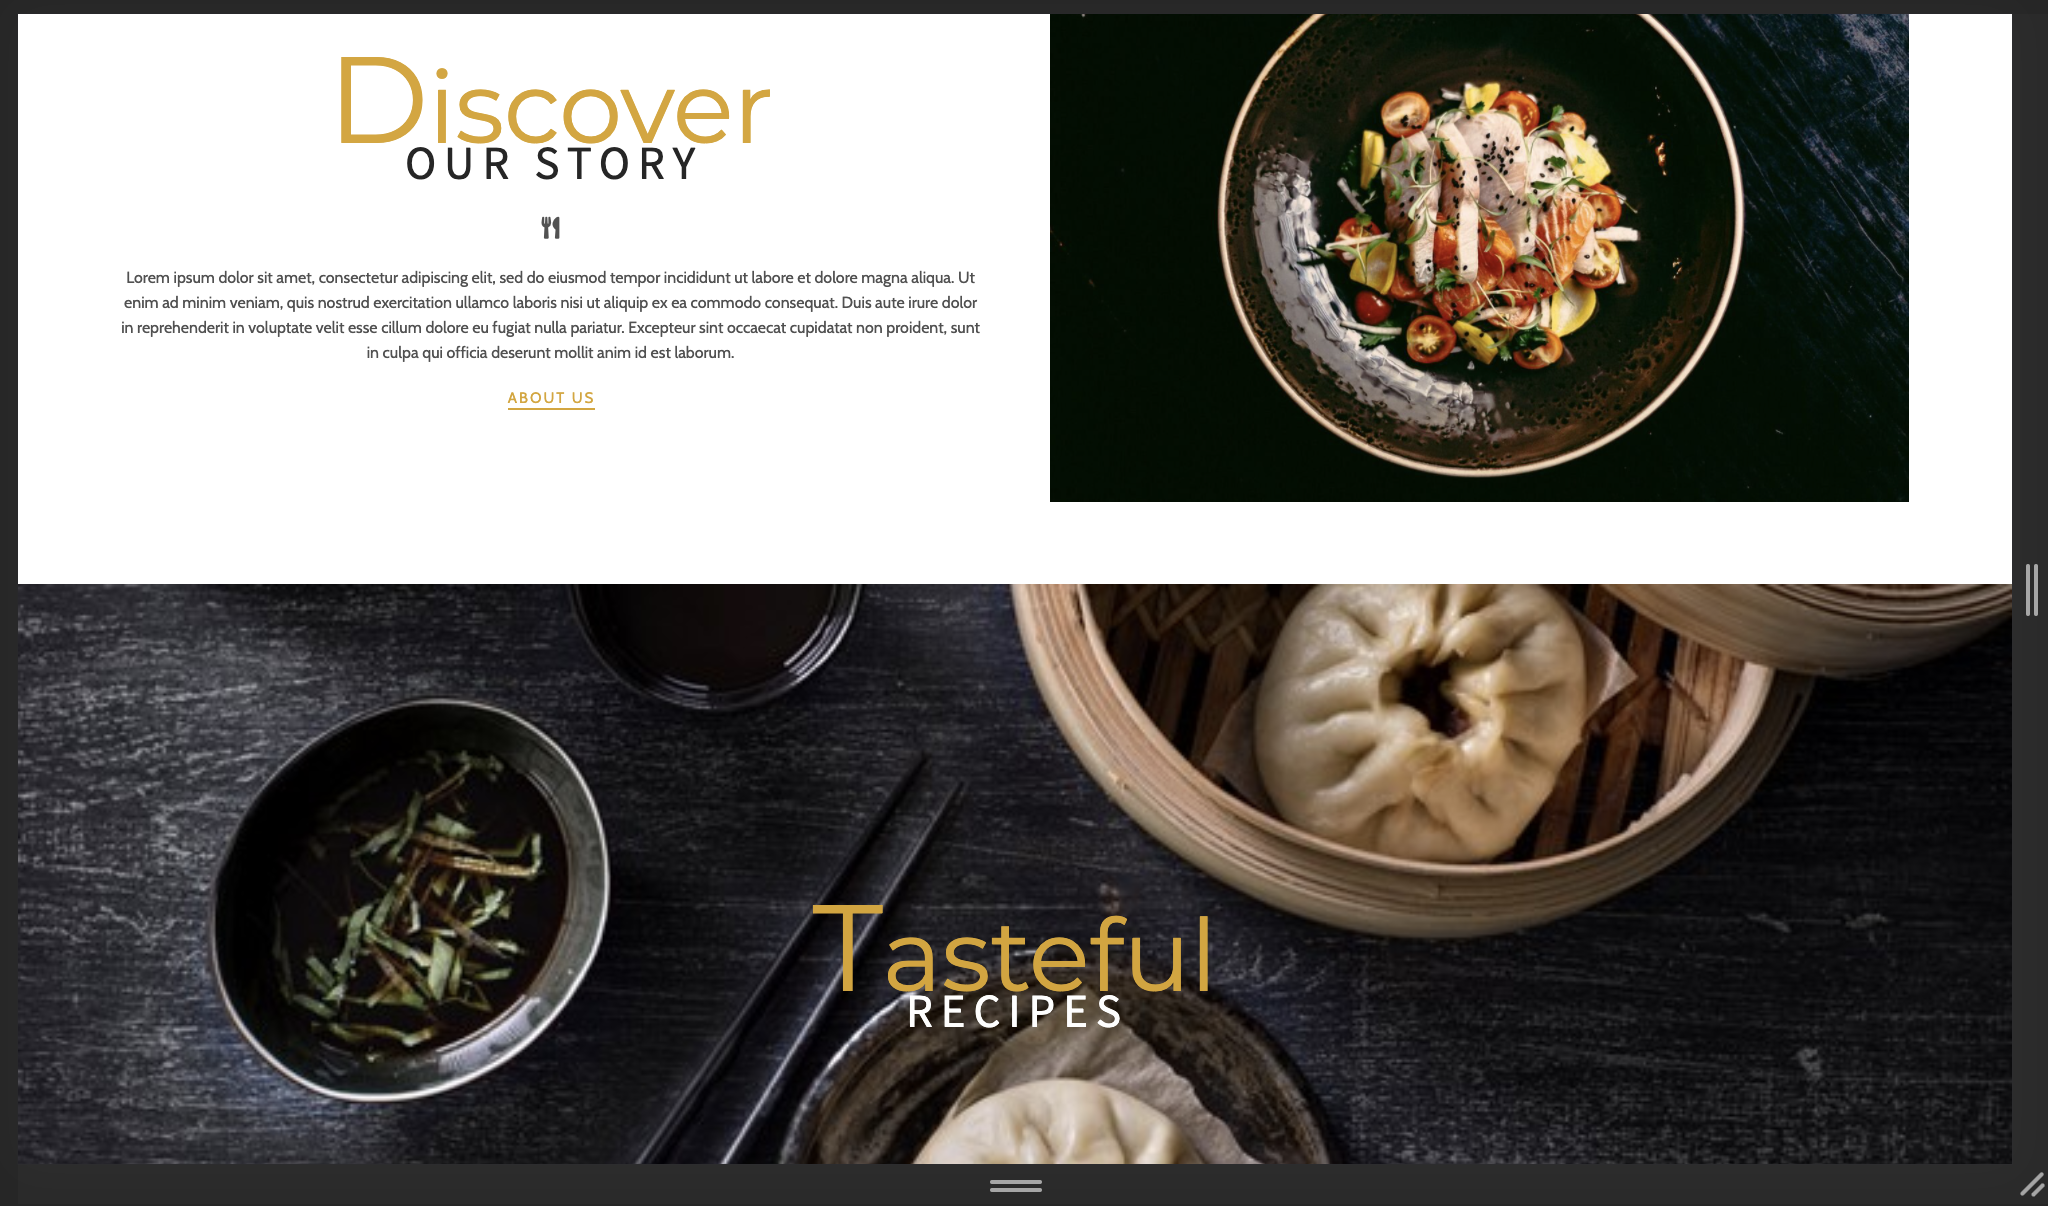 Discover
OUR STORY
Lorem ipsum dolor sit amet, consectetur adipiscing elit, sed do eiusmod tempor incididunt ut labore et dolore magna aliqua. Ut
enim ad minim veniam, quis nostrud exercitation ullamco laboris nisi ut aliquip ex ea commodo consequat. Duis aute irure dolor
in reprehenderit in voluptate velit esse cillum dolore eu fugiat nulla pariatur. Excepteur sint occaecat cupidatat non proident, sunt
in culpa qui officia deserunt mollit anim id est laborum.
ABOUT US
Tasteful
RECIPES